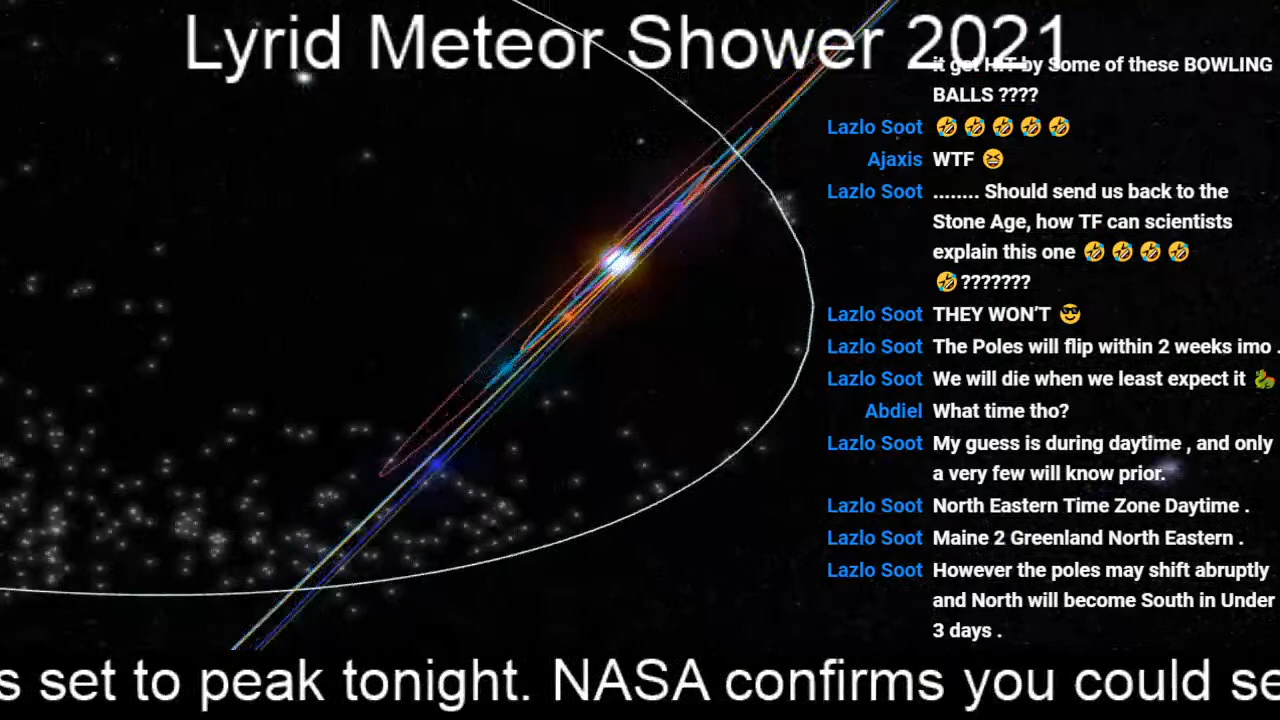 Lyrid Meteor Shower 2021
it get HIT by Some of these BOWLING
BALLS ????
Lazlo Soot 🤣 🤣 🤣 🤣 🤣
Ajaxis WTF 😆
Lazlo Soot ........ Should send us back to the
Stone Age, how TF can scientists
explain this one 🤣 🤣 🤣 🤣
🤣 ???????
Lazlo Soot THEY WON'T 😎
Lazlo Soot The Poles will flip within 2 weeks imo .
Lazlo Soot We will die when we least expect it 🐉
Abdiel What time tho?
Lazlo Soot My guess is during daytime , and only
a very few will know prior.
Lazlo Soot North Eastern Time Zone Daytime .
Lazlo Soot Maine 2 Greenland North Eastern .
Lazlo Soot However the poles may shift abruptly
and North will become South in Under
3 days .
s set to peak tonight. NASA confirms you could se